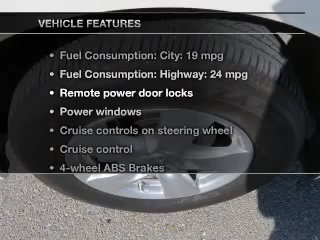 VEHICLE FEATURES
• Fuel Consumption: City: 19 mpg
• Fuel Consumption: Highway: 24 mpg
• Remote power door locks
• Power windows
• Cruise controls on steering wheel
• Cruise control
• 4-wheel ABS Brakes